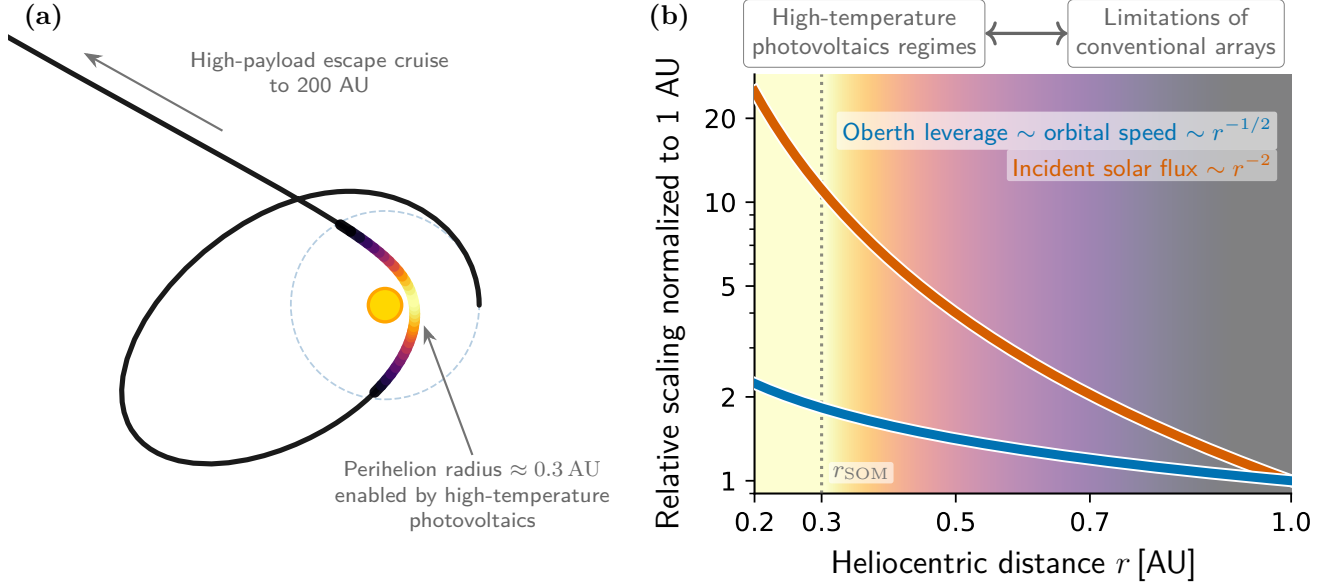 (a)
High-payload escape cruise
to 200 AU
Perihelion radius ≈ 0.3 AU
enabled by high-temperature
photovoltaics
(b)
High-temperature
photovoltaics regimes
Limitations of
conventional arrays
Relative scaling normalized to 1 AU
20
10
5
2
1
Oberth leverage ∼ orbital speed ∼ r^{−1/2}
Incident solar flux ∼ r^{−2}
r_{SOM}
0.2
0.3
0.5
0.7
1.0
Heliocentric distance r [AU]